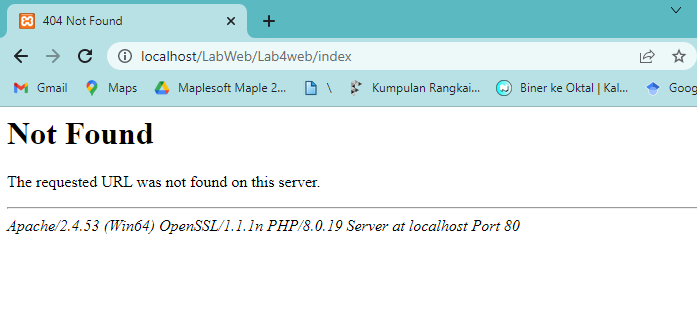 404 Not Found
localhost/LabWeb/Lab4web/index
Gmail Maps Maplesoft Maple 2... \ Kumpulan Rangkai... Biner ke Oktal | Kal... Goog
Not Found
The requested URL was not found on this server.
Apache/2.4.53 (Win64) OpenSSL/1.1.1n PHP/8.0.19 Server at localhost Port 80